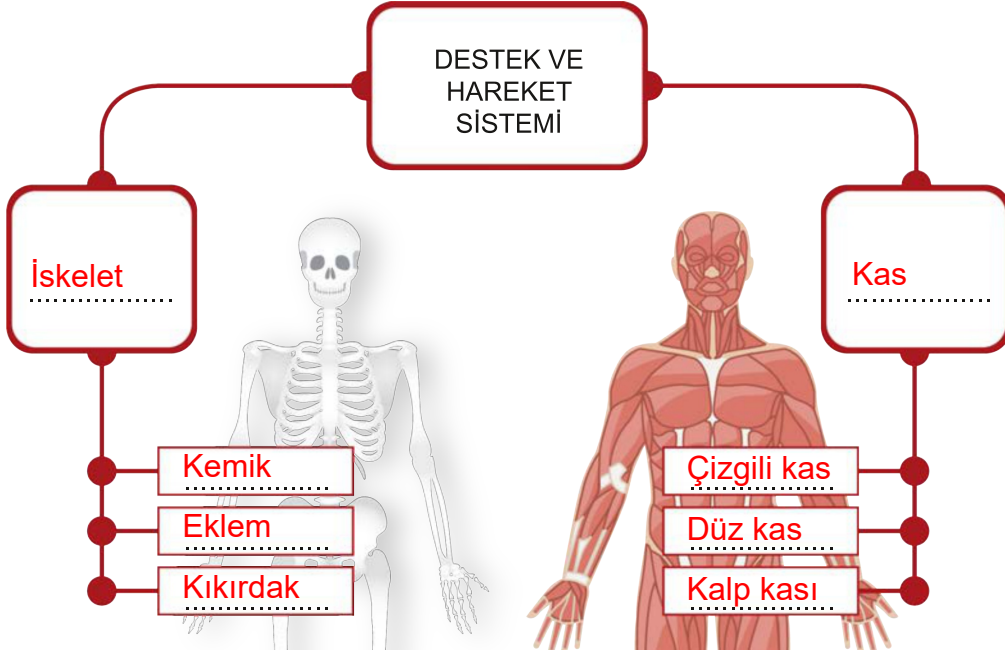 DESTEK VE
HAREKET
SİSTEMİ
İskelet
Kas
Kemik
Eklem
Kıkırdak
Çizgili kas
Düz kas
Kalp kası